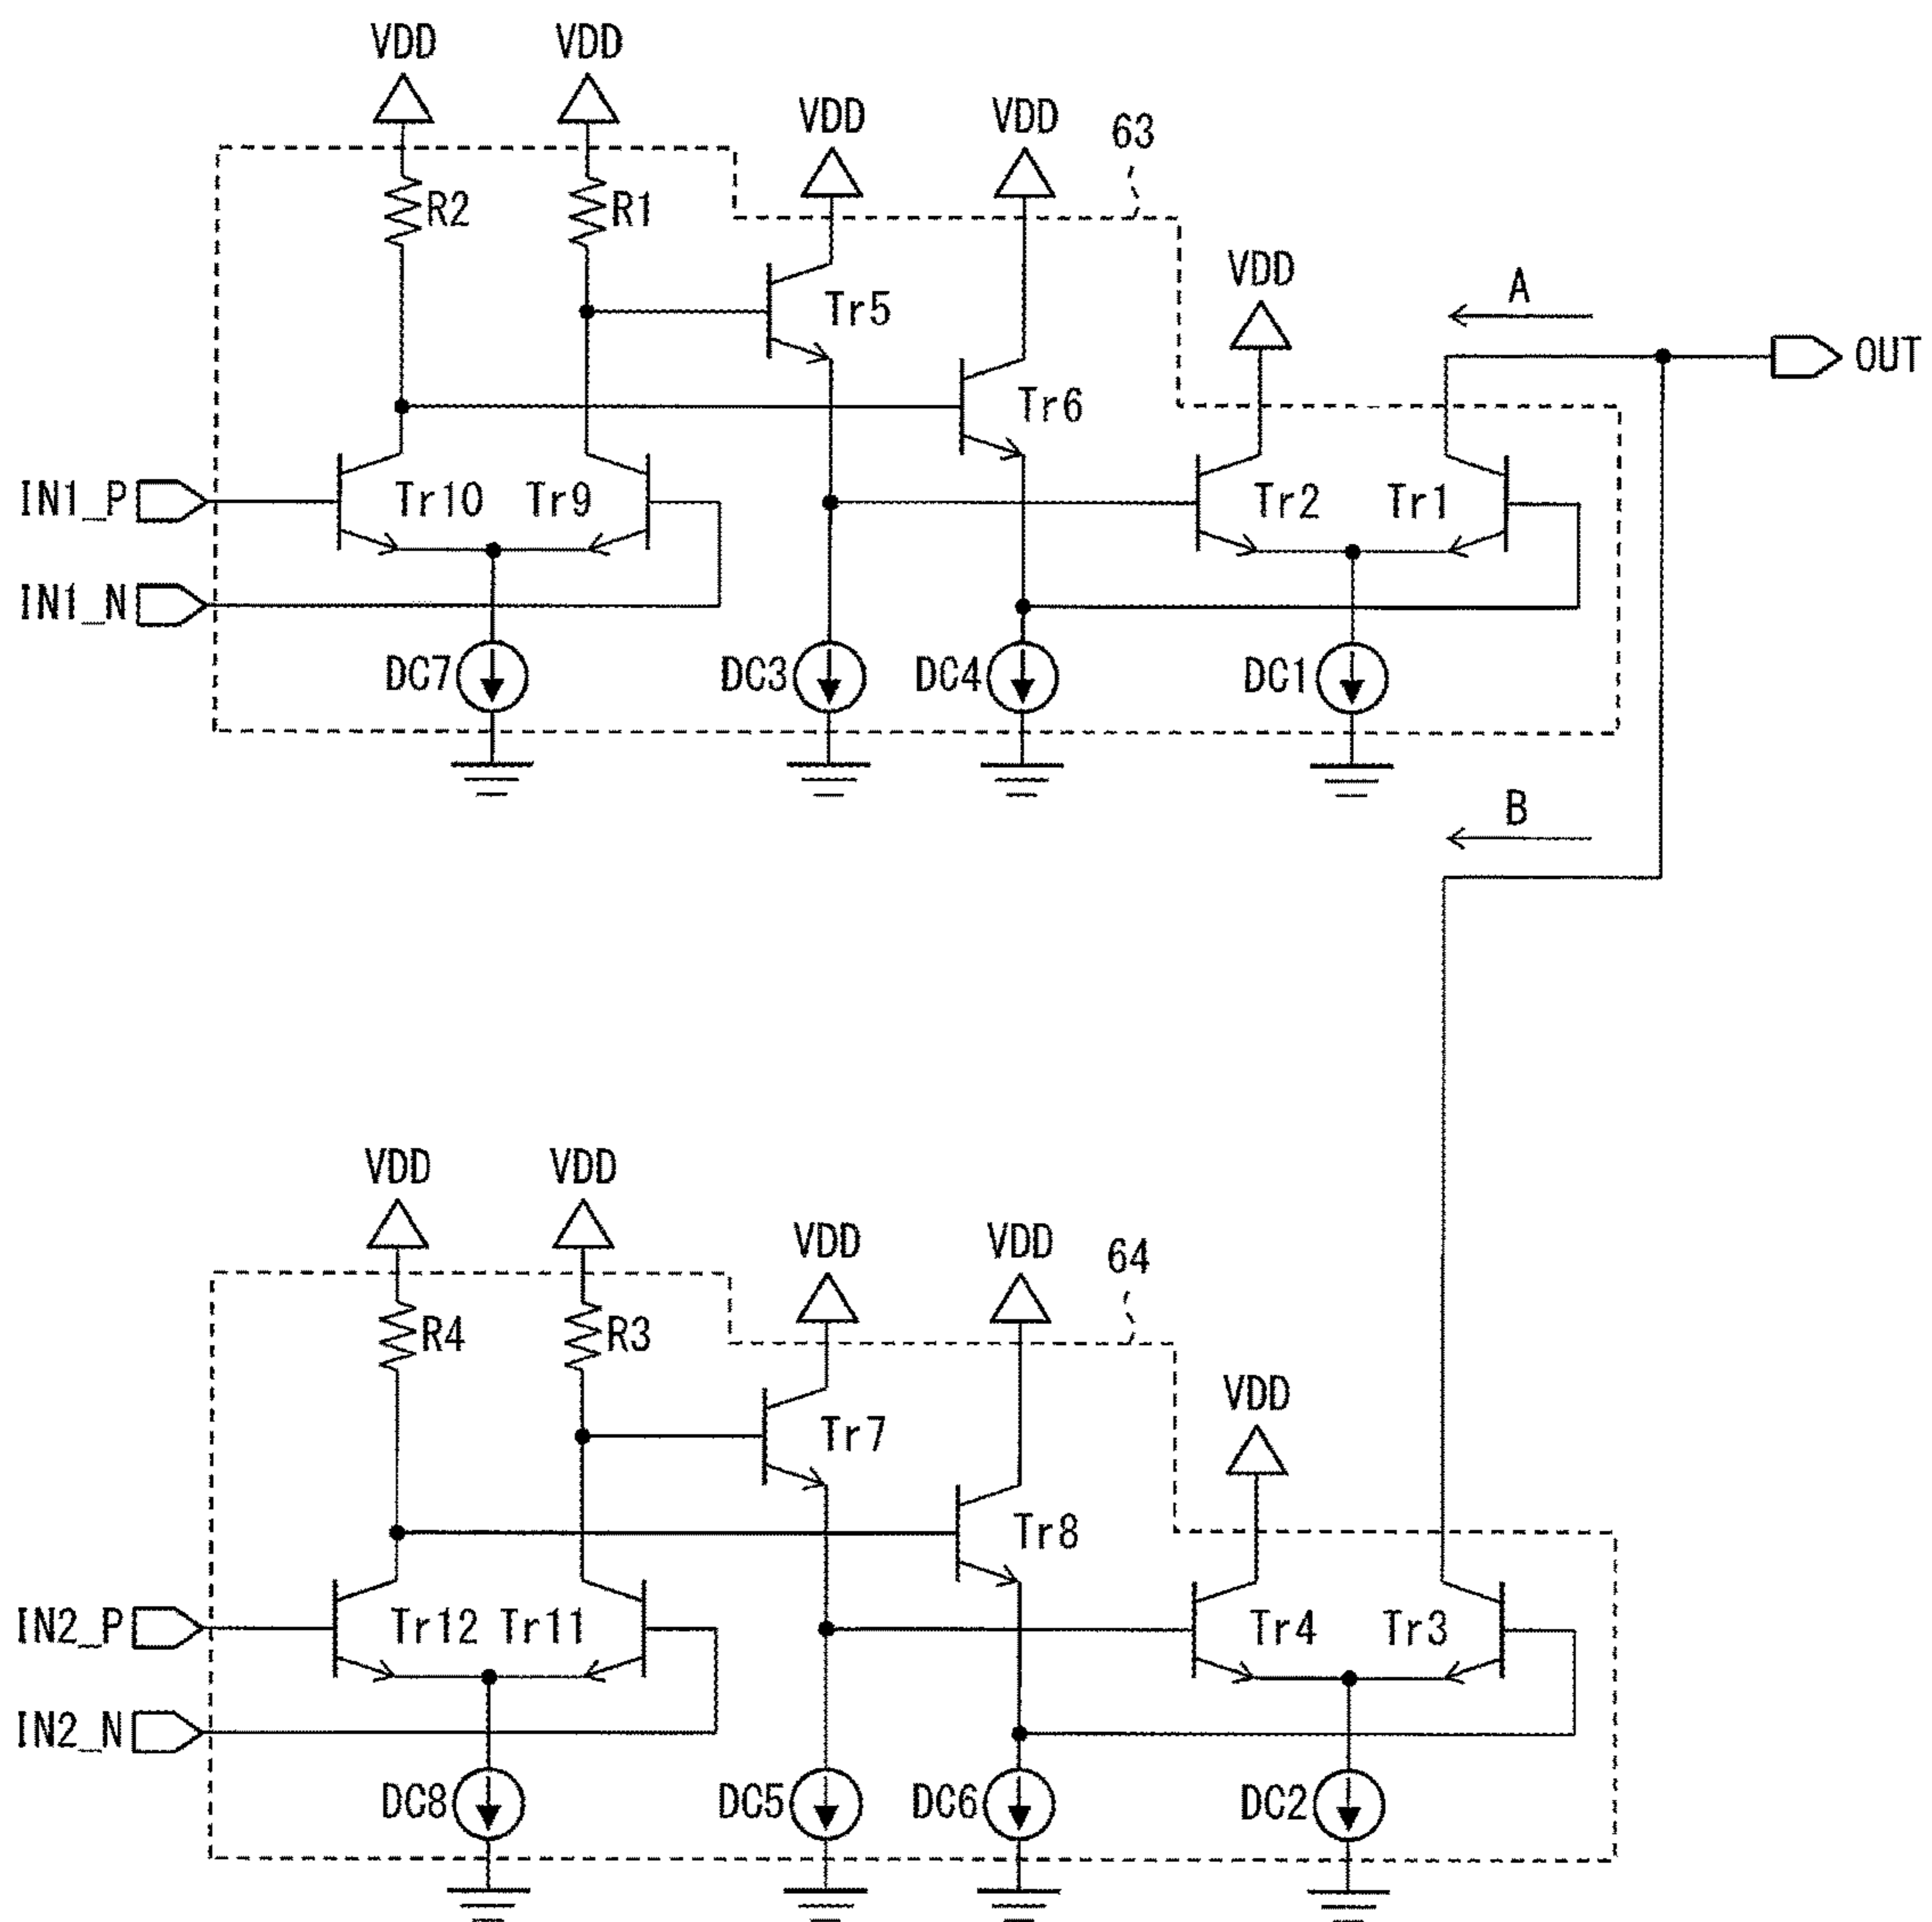 VDD VDD
VDD VDD 63
R2 R1
VDD A
Tr5
OUT
Tr6
IN1_P Tr10 Tr9 Tr2 Tr1
IN1_N
DC7 DC3 DC4 DC1
B
VDD VDD
VDD VDD 64
R4 R3
VDD
Tr7
Tr8
IN2_P Tr12 Tr11 Tr4 Tr3
IN2_N
DC8 DC5 DC6 DC2